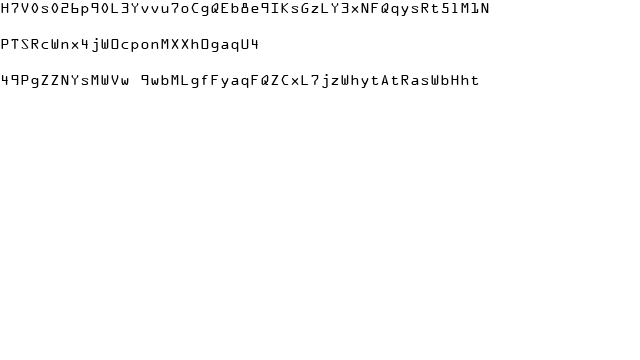 H7V0s026p90L3Yvvu7oCgQEb8e9IKsGzLY3xNFQqysRt5lM1N
PTSRcWnx4jWOcponMXXhOgaqU4
49PgZZNYsMWVw 9wbMLgfFyaqFQZCxL7jzWhytAtRasWbHht